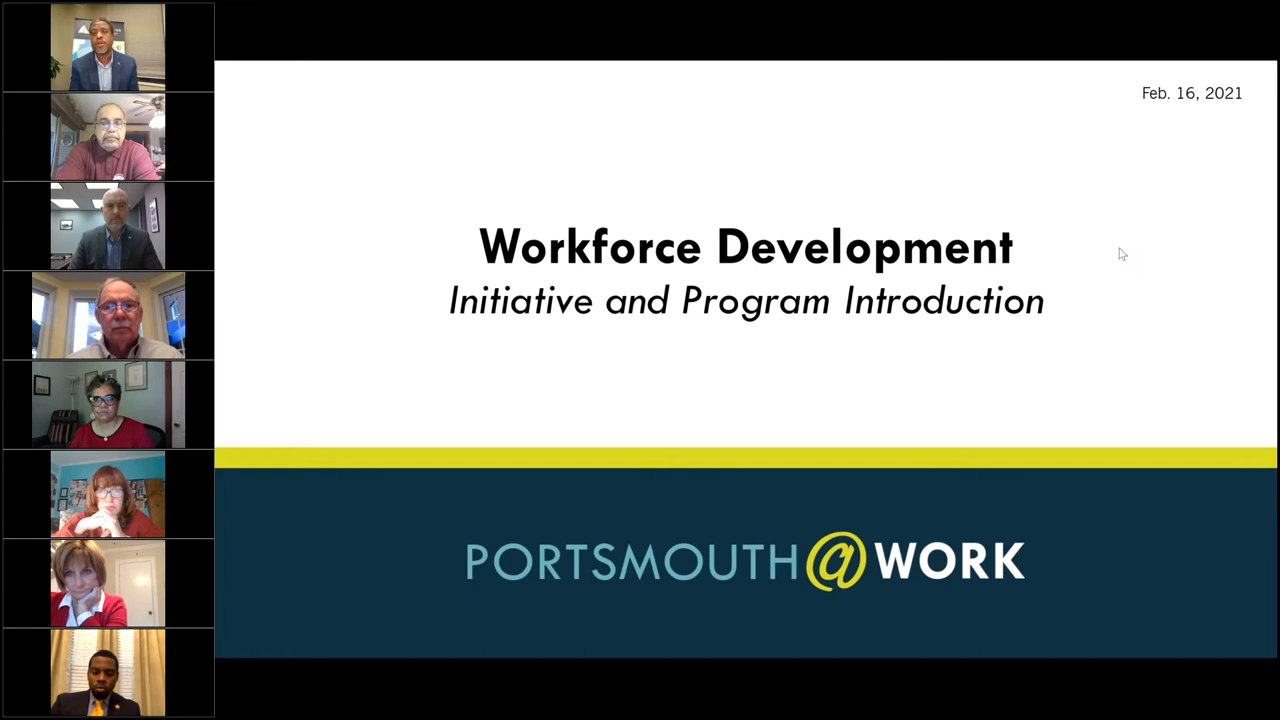 Feb. 16, 2021
Workforce Development
Initiative and Program Introduction
PORTSMOUTH@WORK